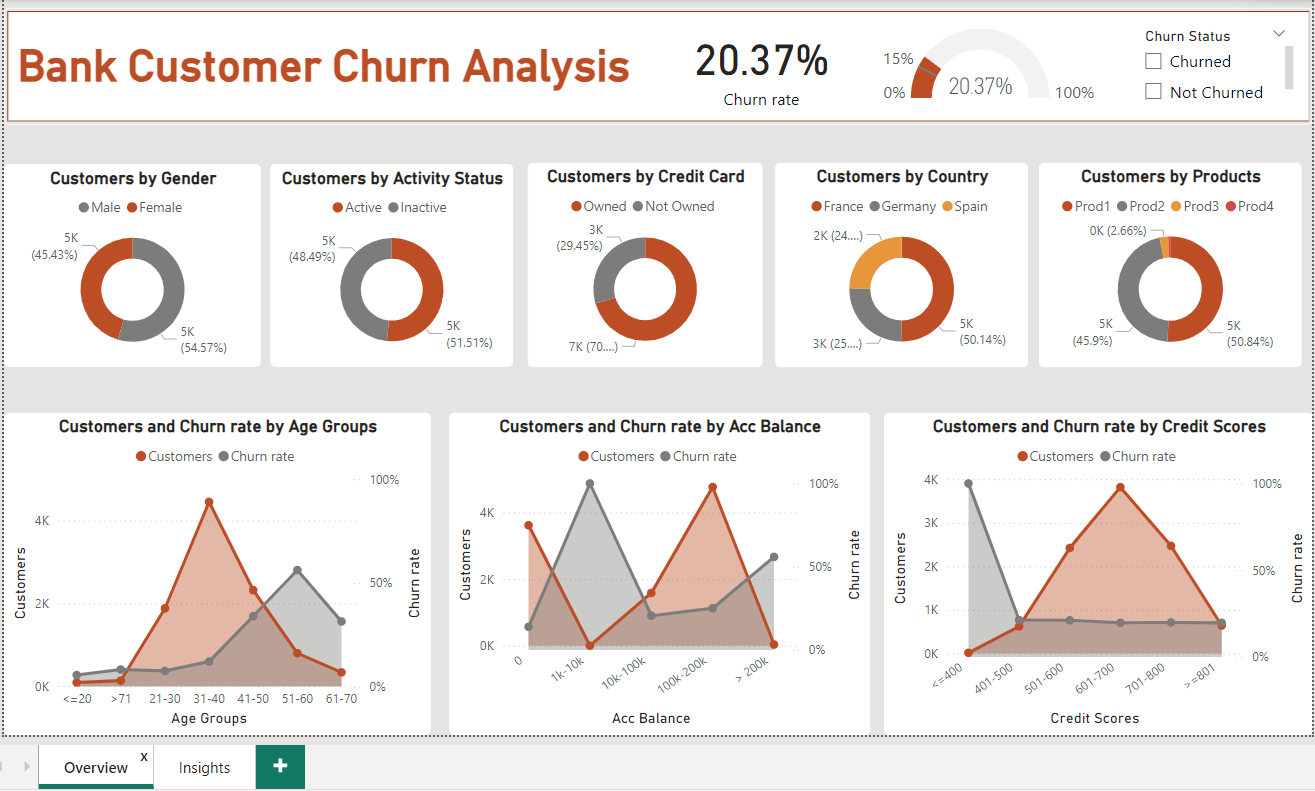 Bank Customer Churn Analysis
20.37%
Churn rate
15%
0%
20.37%
100%
Churn Status
Churned
Not Churned
Customers by Gender
Male Female
5K
(45.43%)
5K
(54.57%)
Customers by Activity Status
Active Inactive
5K
(48.49%)
5K
(51.51%)
Customers by Credit Card
Owned Not Owned
3K
(29.45%)
7K (70....)
Customers by Country
France Germany Spain
2K (24....)
3K (25....)
5K
(50.14%)
Customers by Products
Prod1 Prod2 Prod3 Prod4
0K (2.66%)
5K
(45.9%)
5K
(50.84%)
Customers and Churn rate by Age Groups
Customers Churn rate
100%
4K
50%
2K
0K
0%
Customers
Churn rate
<=20 >71 21-30 31-40 41-50 51-60 61-70
Age Groups
Customers and Churn rate by Acc Balance
Customers Churn rate
100%
4K
50%
2K
0K
0%
Customers
Churn rate
0 1k-10k 10k-100k 100k-200k > 200k
Acc Balance
Customers and Churn rate by Credit Scores
Customers Churn rate
4K
100%
3K
2K
50%
1K
0K
0%
Customers
Churn rate
<=400 401-500 501-600 601-700 701-800 >=801
Credit Scores
Overview x
Insights
+